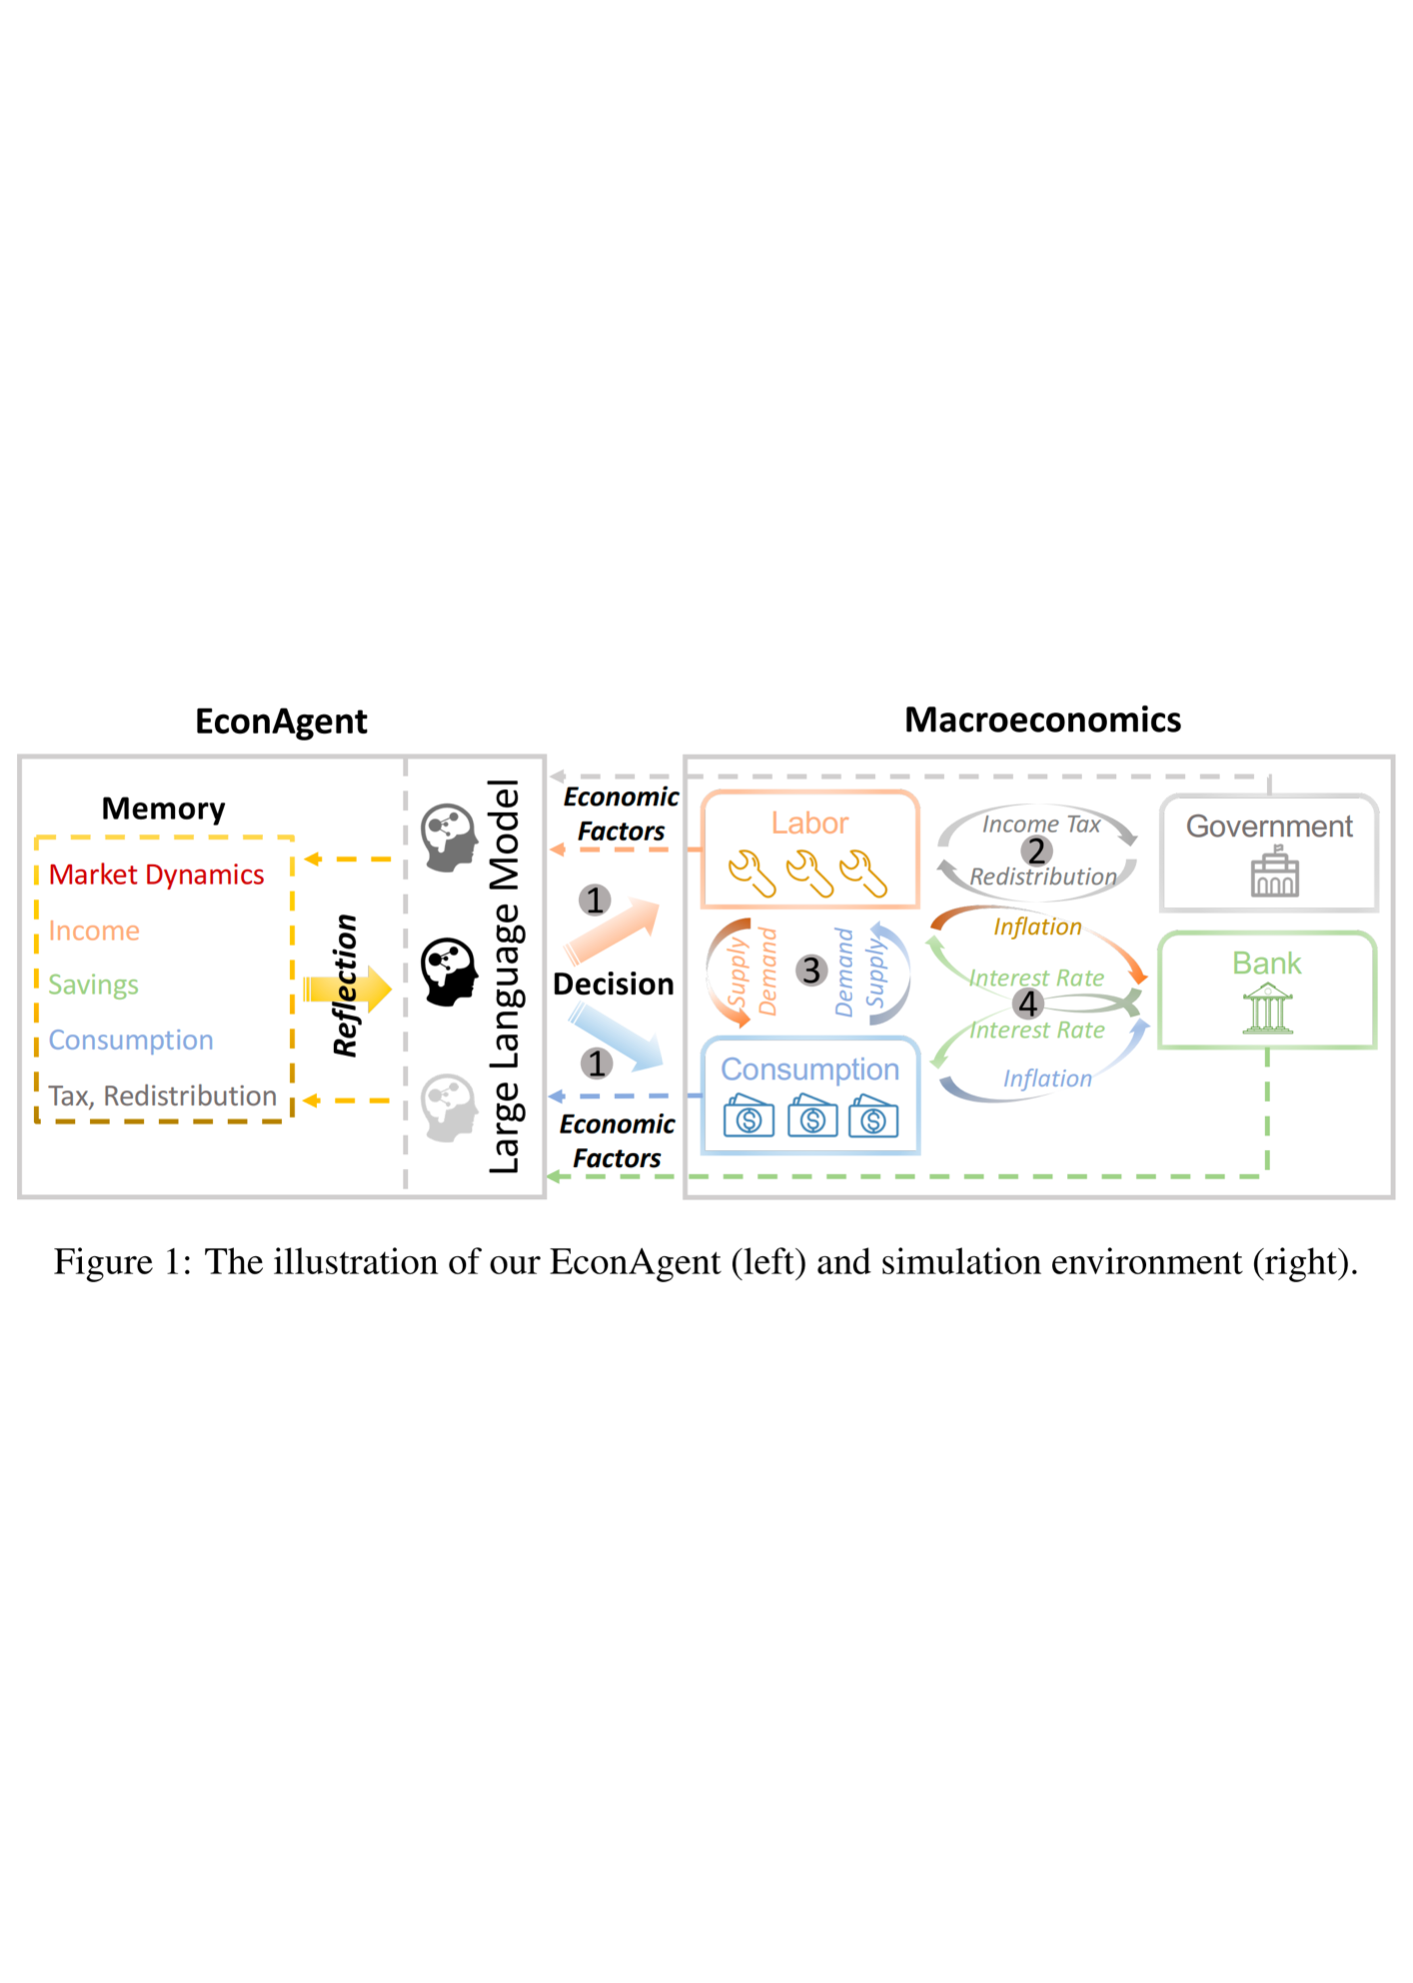 EconAgent
Macroeconomics
Memory
Market Dynamics
Income
Savings
Consumption
Tax, Redistribution
Reflection
Large Language Model
Economic
Factors
1
Decision
1
Economic
Factors
Labor
Supply
Demand
3
Demand
Supply
Consumption
Income Tax
2
Redistribution
Inflation
Interest Rate
4
Interest Rate
Inflation
Government
Bank
Figure 1: The illustration of our EconAgent (left) and simulation environment (right).